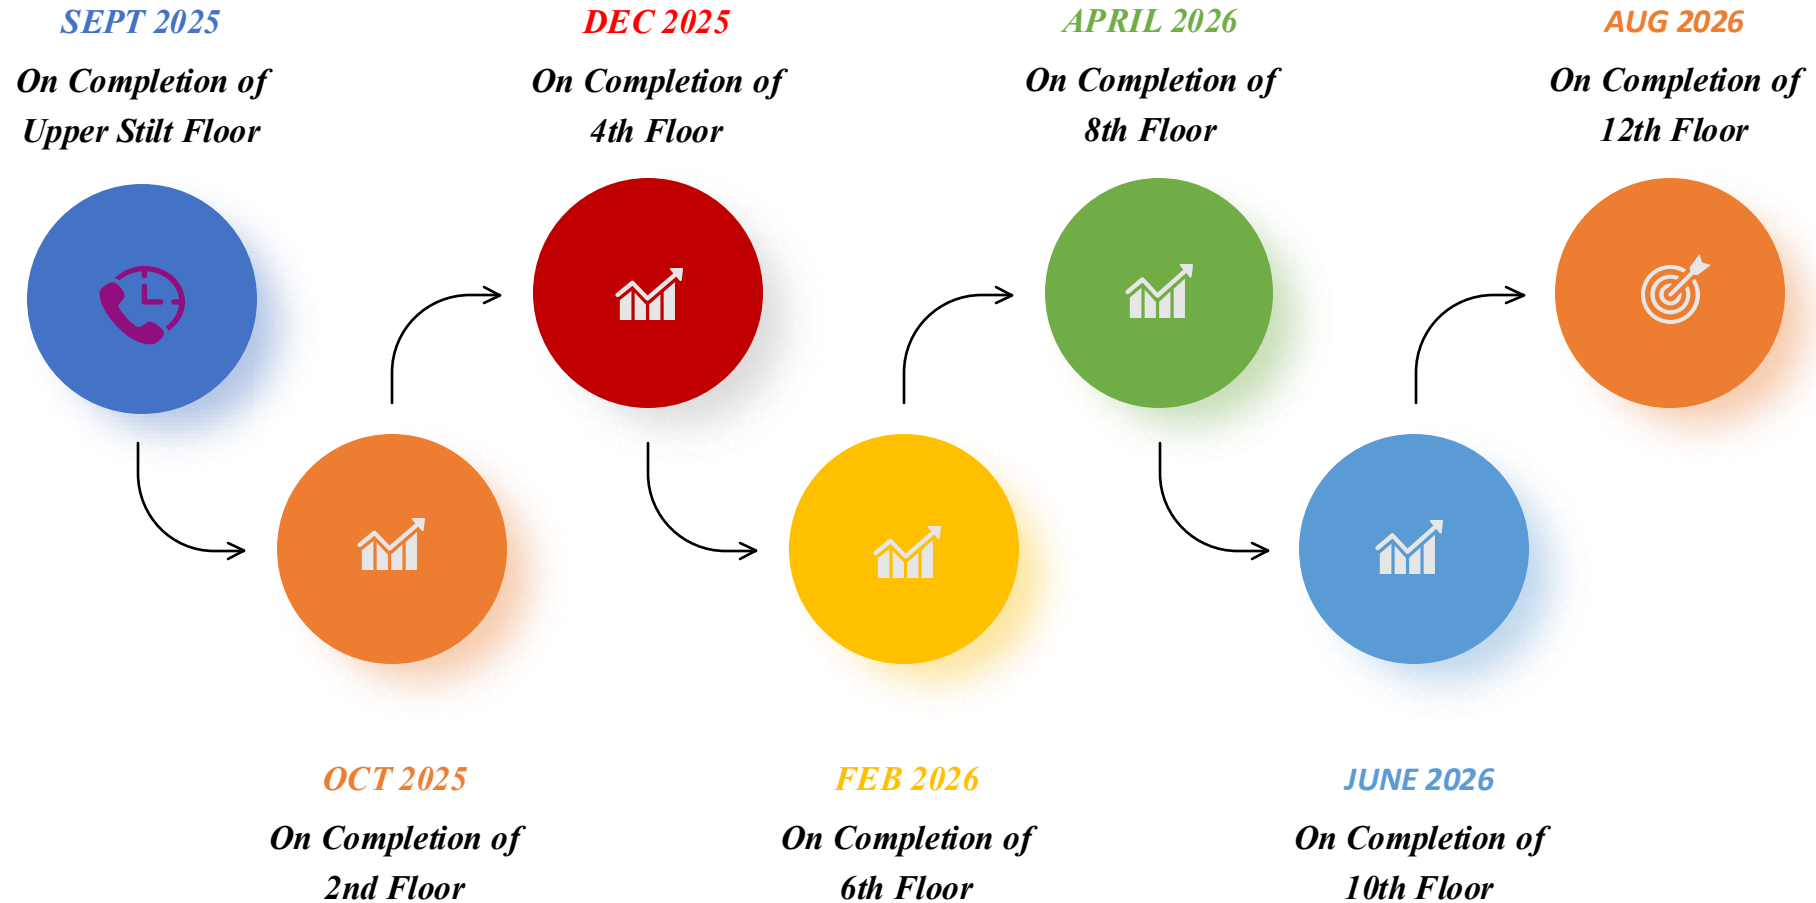 SEPT 2025
On Completion of
Upper Stilt Floor
OCT 2025
On Completion of
2nd Floor
DEC 2025
On Completion of
4th Floor
FEB 2026
On Completion of
6th Floor
APRIL 2026
On Completion of
8th Floor
JUNE 2026
On Completion of
10th Floor
AUG 2026
On Completion of
12th Floor